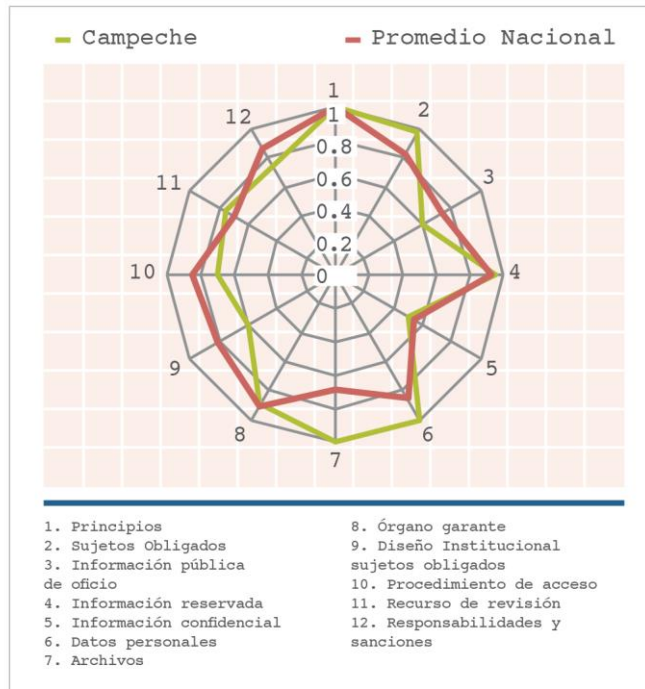 Campeche
Promedio Nacional
1
2
3
4
5
6
7
8
9
10
11
12
1
0.8
0.6
0.4
0.2
0
1. Principios
2. Sujetos Obligados
3. Información pública
de oficio
4. Información reservada
5. Información confidencial
6. Datos personales
7. Archivos
8. Órgano garante
9. Diseño Institucional
sujetos obligados
10. Procedimiento de acceso
11. Recurso de revisión
12. Responsabilidades y
sanciones